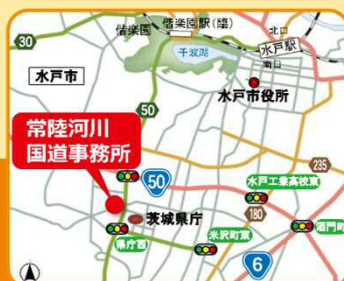 偕楽園
偕楽園駅(臨)
北口
水戸駅
南口
30
千波湖
水戸市
水戸市役所
50
常陸河川
国道事務所
235
水戸工業高校東
50
茨城県庁
180
酒門町
県庁西
米沢町東
6